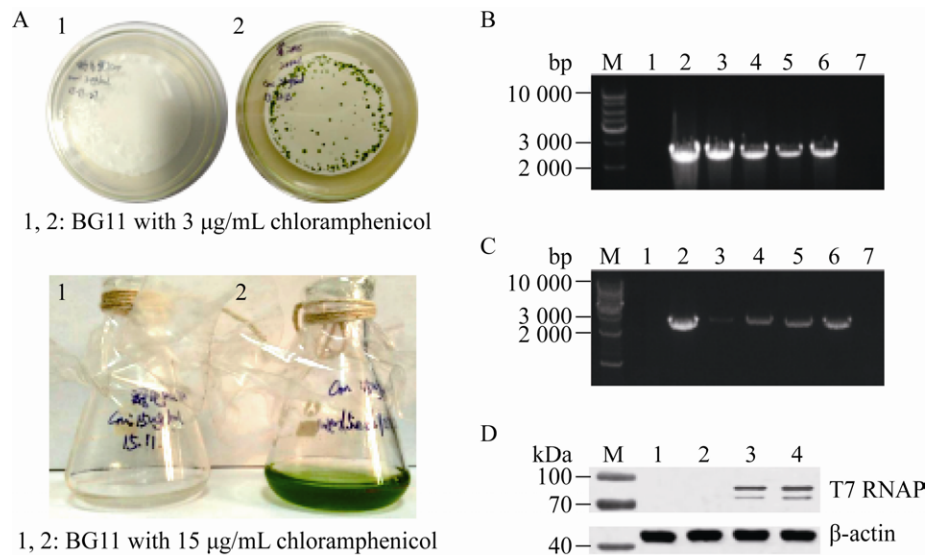 A
1
2
1, 2: BG11 with 3 μg/mL chloramphenicol
1
2
15.11.
1, 2: BG11 with 15 μg/mL chloramphenicol
B
bp M 1 2 3 4 5 6 7
10 000
3 000
2 000
C
bp M 1 2 3 4 5 6 7
10 000
3 000
2 000
D
kDa M 1 2 3 4
100
70
T7 RNAP
40
β-actin